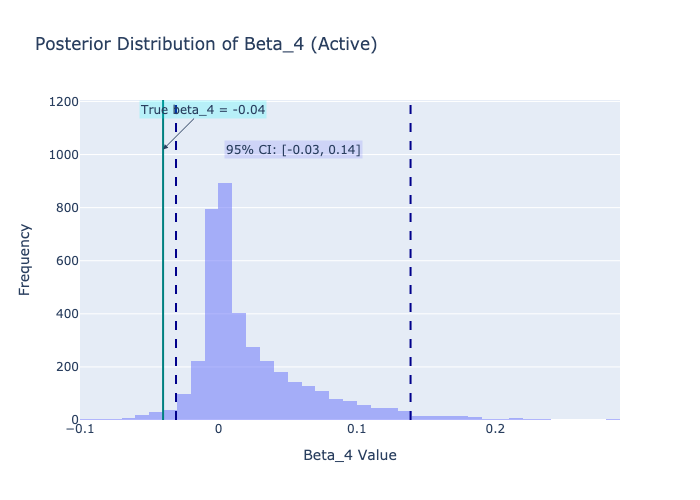 Posterior Distribution of Beta_4 (Active)
True beta_4 = -0.04
95% CI: [-0.03, 0.14]
1200
1000
800
600
400
200
0
Frequency
−0.1
0
0.1
0.2
Beta_4 Value